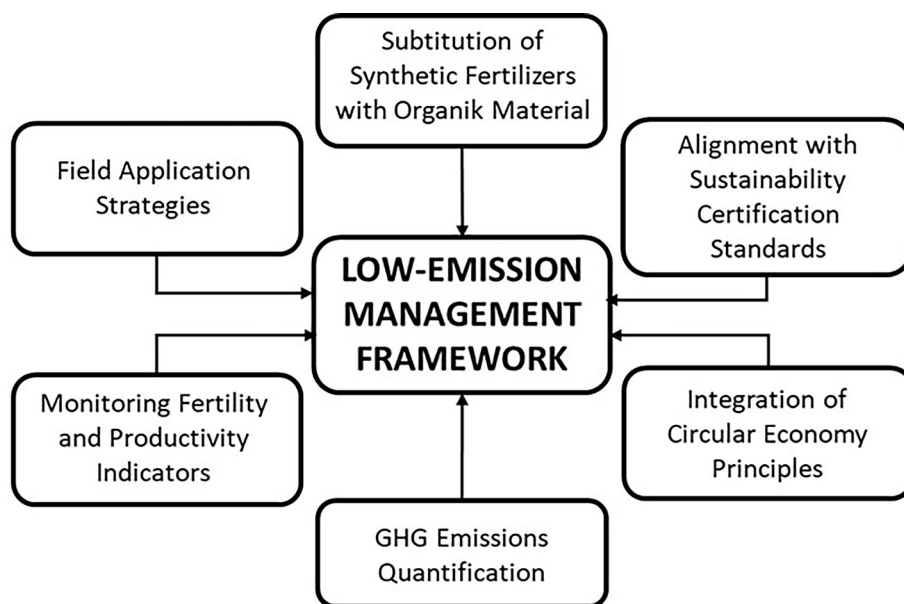 Subtitution of
Synthetic Fertilizers
with Organik Material
Field Application
Strategies
Alignment with
Sustainability
Certification
Standards
LOW-EMISSION
MANAGEMENT
FRAMEWORK
Monitoring Fertility
and Productivity
Indicators
Integration of
Circular Economy
Principles
GHG Emissions
Quantification